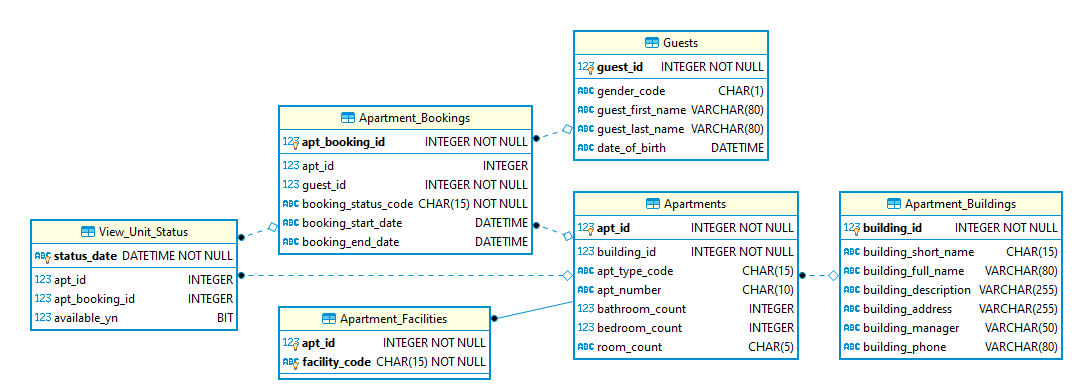 Guests
123 guest_id INTEGER NOT NULL
ABC gender_code CHAR(1)
ABC guest_first_name VARCHAR(80)
ABC guest_last_name VARCHAR(80)
ABC date_of_birth DATETIME
Apartment_Bookings
123 apt_booking_id INTEGER NOT NULL
123 apt_id INTEGER
123 guest_id INTEGER NOT NULL
ABC booking_status_code CHAR(15) NOT NULL
ABC booking_start_date DATETIME
ABC booking_end_date DATETIME
View_Unit_Status
ABC status_date DATETIME NOT NULL
123 apt_id INTEGER
123 apt_booking_id INTEGER
123 available_yn BIT
Apartment_Facilities
123 apt_id INTEGER NOT NULL
ABC facility_code CHAR(15) NOT NULL
Apartments
123 apt_id INTEGER NOT NULL
123 building_id INTEGER NOT NULL
ABC apt_type_code CHAR(15)
ABC apt_number CHAR(10)
123 bathroom_count INTEGER
123 bedroom_count INTEGER
ABC room_count CHAR(5)
Apartment_Buildings
123 building_id INTEGER NOT NULL
ABC building_short_name CHAR(15)
ABC building_full_name VARCHAR(80)
ABC building_description VARCHAR(255)
ABC building_address VARCHAR(255)
ABC building_manager VARCHAR(50)
ABC building_phone VARCHAR(80)